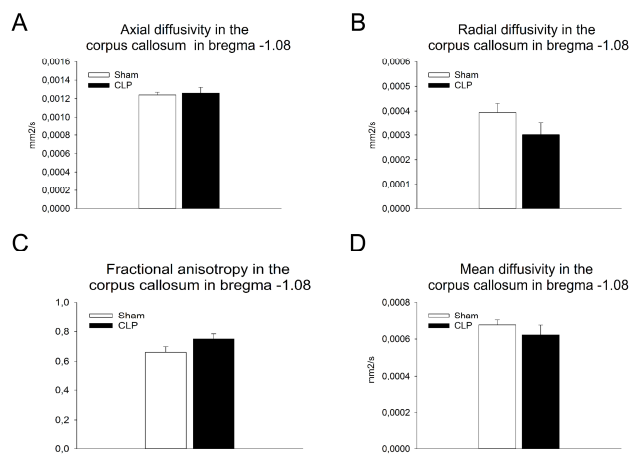 A
Axial diffusivity in the
corpus callosum in bregma -1.08
0,0016
0,0014
0,0012
0,0010
0,0008
0,0006
0,0004
0,0002
0,0000
mm2/s
Sham
CLP
B
Radial diffusivity in the
corpus callosum in bregma -1.08
0,0006
0,0005
0,0004
0,0003
0,0002
0,0001
0,0000
mm2/s
Sham
CLP
C
Fractional anisotropy in the
corpus callosum in bregma -1.08
1,0
0,8
0,6
0,4
0,2
0,0
Sham
CLP
D
Mean diffusivity in the
corpus callosum in bregma -1.08
0,0008
0,0006
0,0004
0,0002
0,0000
mm2/s
Sham
CLP